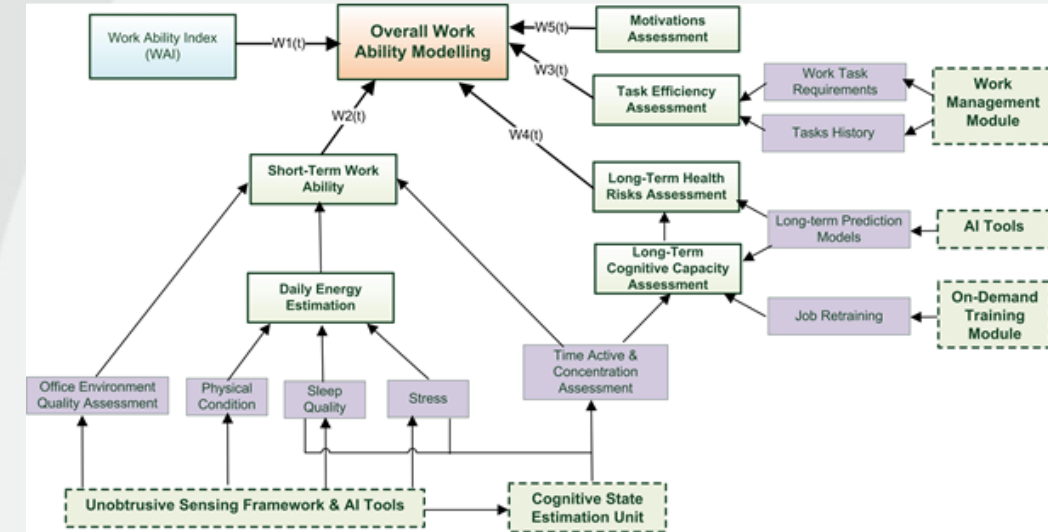 Work Ability Index
(WAI)
W1(t)
Overall Work
Ability Modelling
W5(t)
Motivations
Assessment
W3(t)
Task Efficiency
Assessment
Work Task
Requirements
Tasks History
Work
Management
Module
W2(t)
W4(t)
Short-Term Work
Ability
Long-Term Health
Risks Assessment
Long-term Prediction
Models
AI Tools
Long-Term
Cognitive Capacity
Assessment
Daily Energy
Estimation
Job Retraining
On-Demand
Training
Module
Time Active &
Concentration
Assessment
Office Environment
Quality Assessment
Physical
Condition
Sleep
Quality
Stress
Unobtrusive Sensing Framework & AI Tools
Cognitive State
Estimation Unit